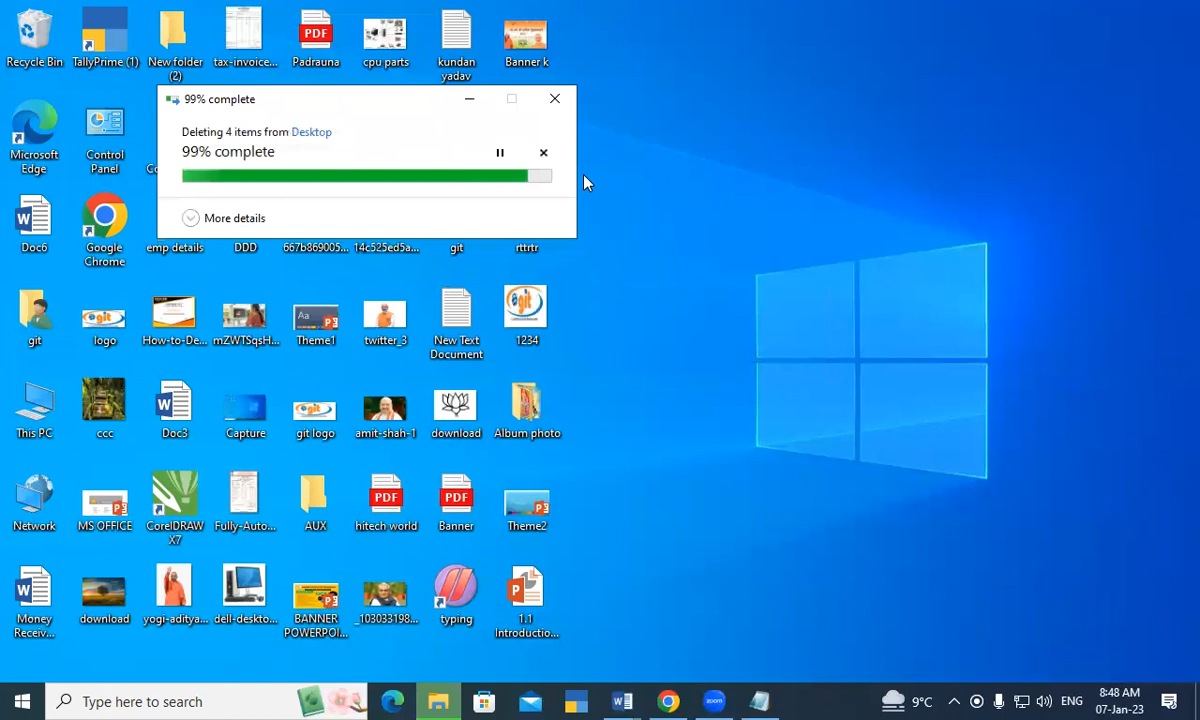 Recycle Bin
TallyPrime (1)
New folder
(2)
tax-invoice...
PDF
Padrauna
cpu parts
kundan
yadav
Banner k
99% complete
Deleting 4 items from Desktop
99% complete
More details
Microsoft
Edge
Control
Panel
Doc6
Google
Chrome
emp details
DDD
667b869005...
14c525ed5a...
git
rttrtr
git
logo
How-to-De...
mZWTSqsH...
Theme1
twitter_3
New Text
Document
1234
This PC
ccc
Doc3
Capture
git logo
amit-shah-1
download
Album photo
Network
MS OFFICE
CorelDRAW
X7
Fully-Auto...
AUX
PDF
hitech world
PDF
Banner
Theme2
Money
Receiv...
download
yogi-aditya...
dell-deskto...
BANNER
POWERPOI...
_103033198...
typing
1.1
Introductio...
Type here to search
zoom
9°C
ENG
8:48 AM
07-Jan-23